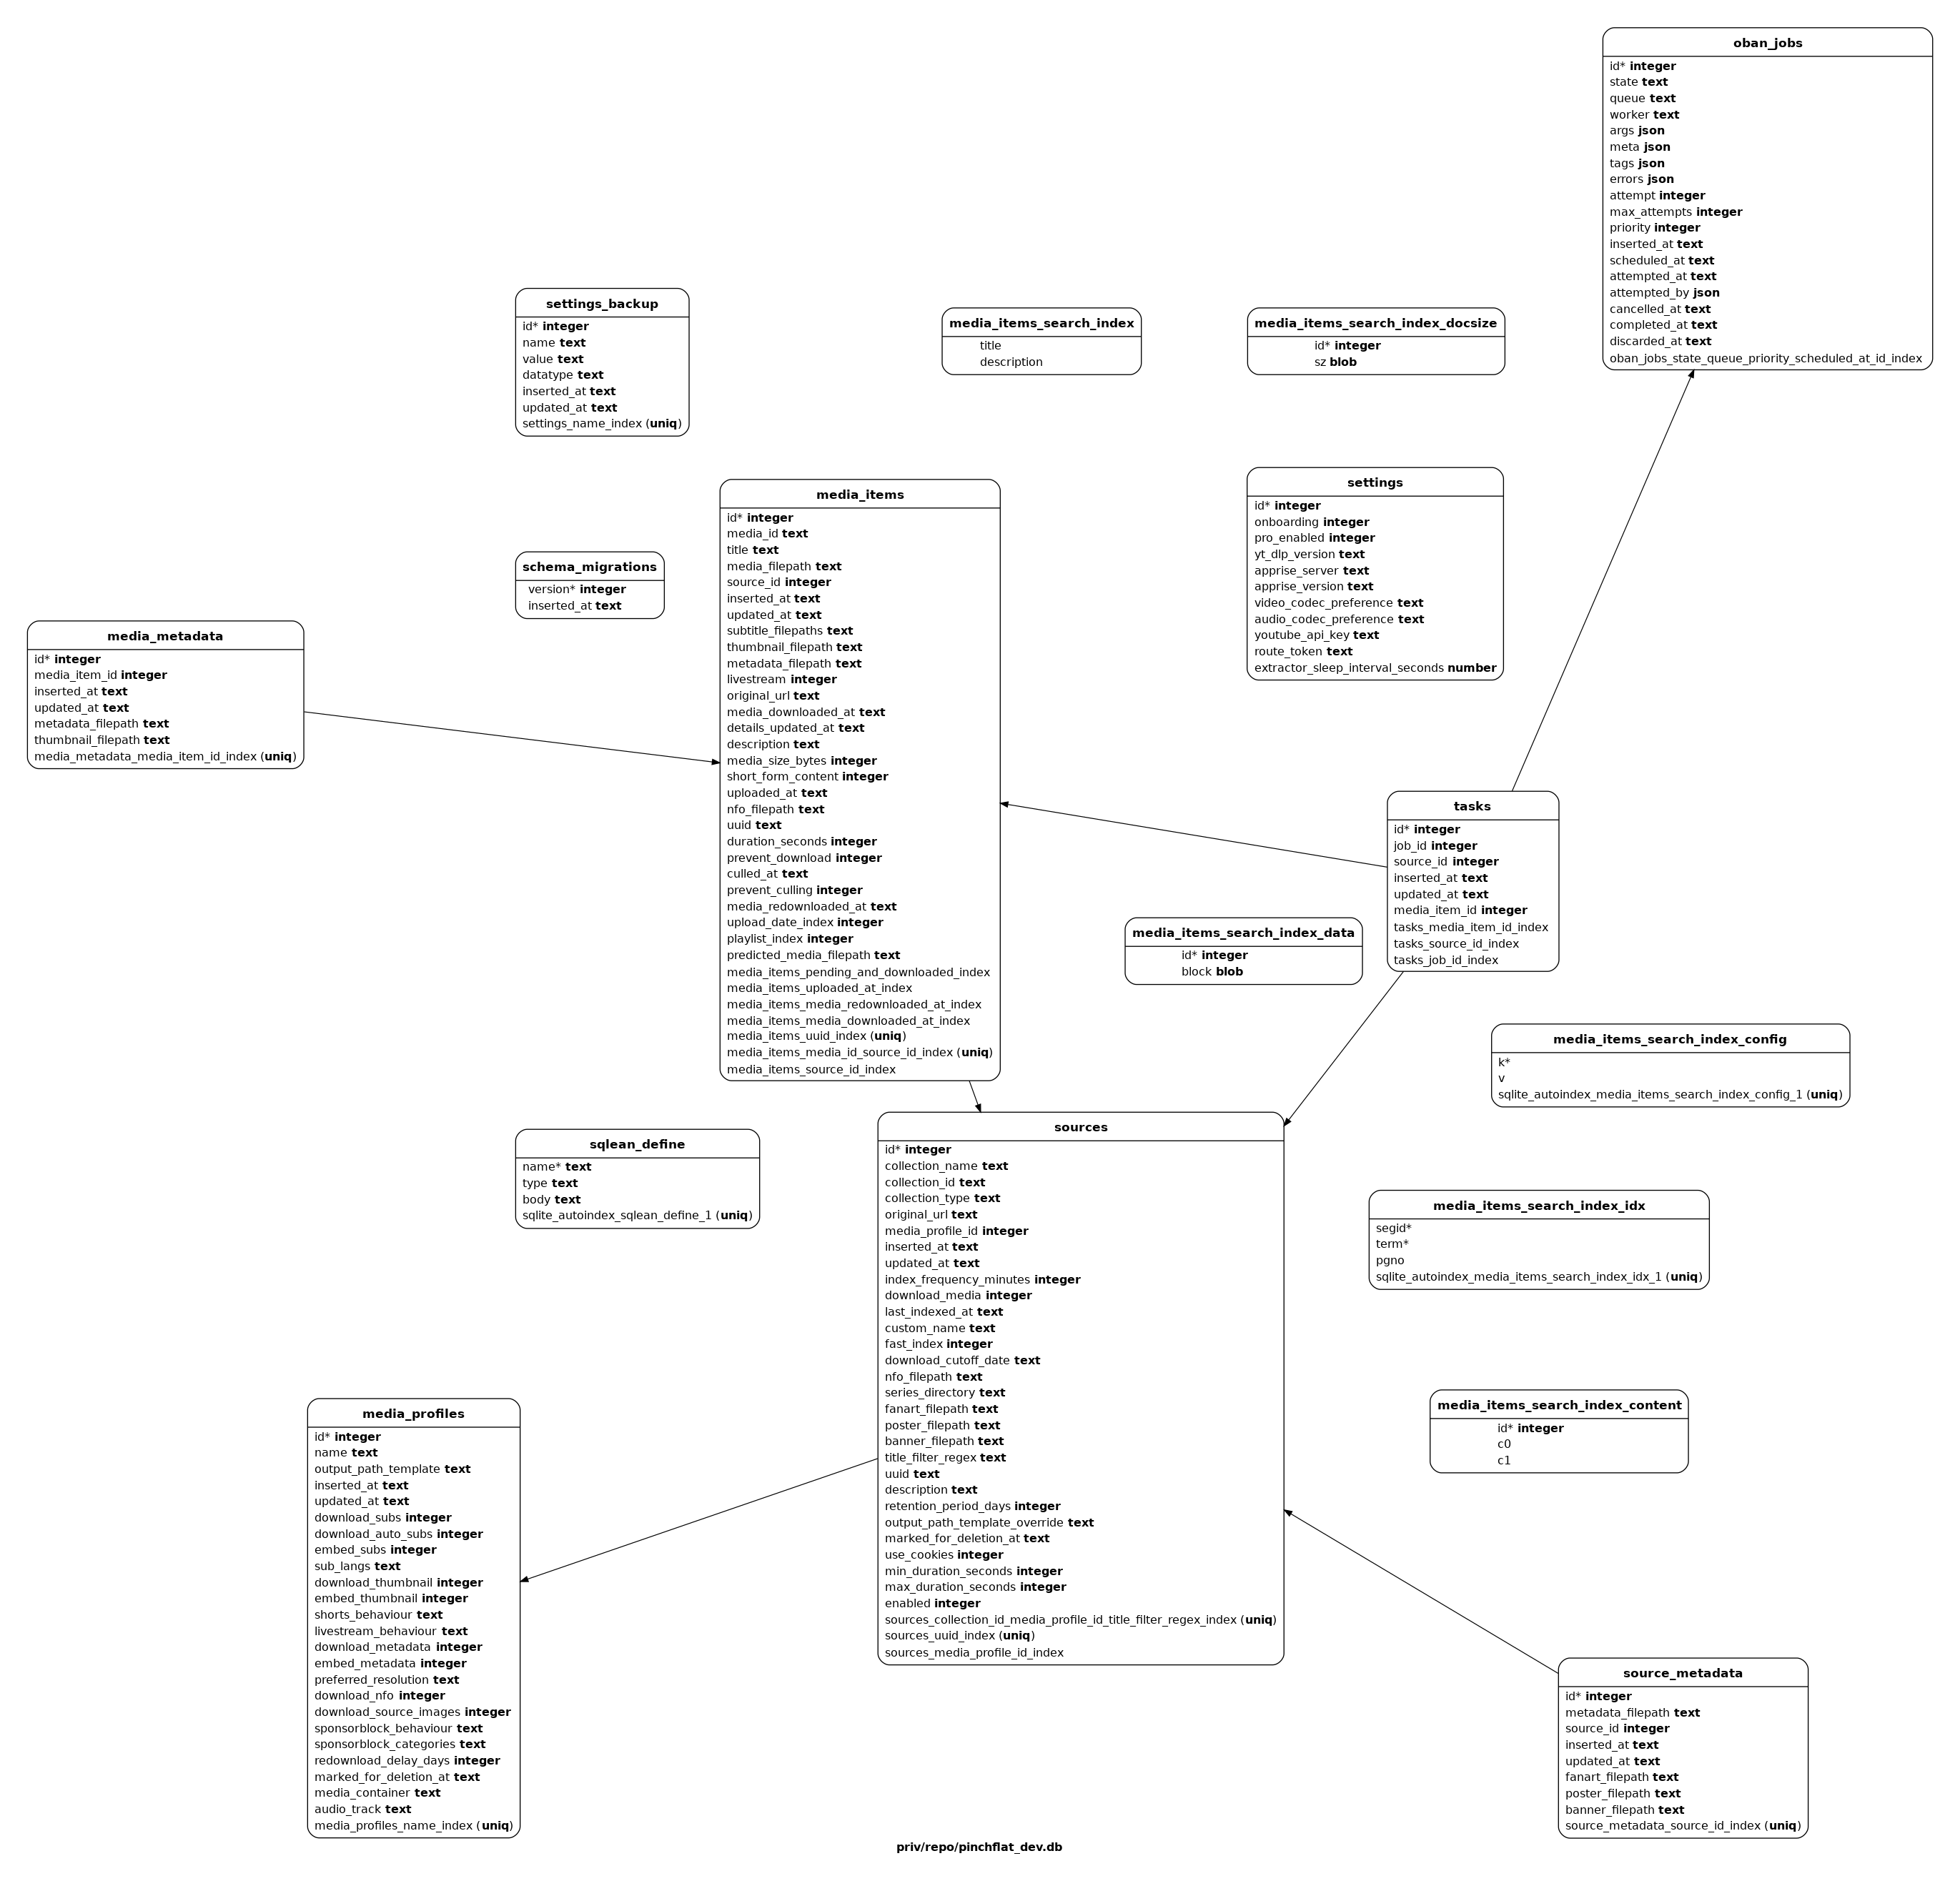 oban_jobs
id* integer
state text
queue text
worker text
args json
meta json
tags json
errors json
attempt integer
max_attempts integer
priority integer
inserted_at text
scheduled_at text
attempted_at text
attempted_by json
cancelled_at text
completed_at text
discarded_at text
oban_jobs_state_queue_priority_scheduled_at_id_index
settings_backup
id* integer
name text
value text
datatype text
inserted_at text
updated_at text
settings_name_index (uniq)
media_items_search_index
title
description
media_items_search_index_docsize
id* integer
sz blob
media_items
id* integer
media_id text
title text
media_filepath text
source_id integer
inserted_at text
updated_at text
subtitle_filepaths text
thumbnail_filepath text
metadata_filepath text
livestream integer
original_url text
media_downloaded_at text
details_updated_at text
description text
media_size_bytes integer
short_form_content integer
uploaded_at text
nfo_filepath text
uuid text
duration_seconds integer
prevent_download integer
culled_at text
prevent_culling integer
media_redownloaded_at text
upload_date_index integer
playlist_index integer
predicted_media_filepath text
media_items_pending_and_downloaded_index
media_items_uploaded_at_index
media_items_media_redownloaded_at_index
media_items_media_downloaded_at_index
media_items_uuid_index (uniq)
media_items_media_id_source_id_index (uniq)
media_items_source_id_index
settings
id* integer
onboarding integer
pro_enabled integer
yt_dlp_version text
apprise_server text
apprise_version text
video_codec_preference text
audio_codec_preference text
youtube_api_key text
route_token text
extractor_sleep_interval_seconds number
schema_migrations
version* integer
inserted_at text
media_metadata
id* integer
media_item_id integer
inserted_at text
updated_at text
metadata_filepath text
thumbnail_filepath text
media_metadata_media_item_id_index (uniq)
tasks
id* integer
job_id integer
source_id integer
inserted_at text
updated_at text
media_item_id integer
tasks_media_item_id_index
tasks_source_id_index
tasks_job_id_index
media_items_search_index_data
id* integer
block blob
media_items_search_index_config
k*
v
sqlite_autoindex_media_items_search_index_config_1 (uniq)
sqlean_define
name* text
type text
body text
sqlite_autoindex_sqlean_define_1 (uniq)
sources
id* integer
collection_name text
collection_id text
collection_type text
original_url text
media_profile_id integer
inserted_at text
updated_at text
index_frequency_minutes integer
download_media integer
last_indexed_at text
custom_name text
fast_index integer
download_cutoff_date text
nfo_filepath text
series_directory text
fanart_filepath text
poster_filepath text
banner_filepath text
title_filter_regex text
uuid text
description text
retention_period_days integer
output_path_template_override text
marked_for_deletion_at text
use_cookies integer
min_duration_seconds integer
max_duration_seconds integer
enabled integer
sources_collection_id_media_profile_id_title_filter_regex_index (uniq)
sources_uuid_index (uniq)
sources_media_profile_id_index
media_items_search_index_idx
segid*
term*
pgno
sqlite_autoindex_media_items_search_index_idx_1 (uniq)
media_items_search_index_content
id* integer
c0
c1
media_profiles
id* integer
name text
output_path_template text
inserted_at text
updated_at text
download_subs integer
download_auto_subs integer
embed_subs integer
sub_langs text
download_thumbnail integer
embed_thumbnail integer
shorts_behaviour text
livestream_behaviour text
download_metadata integer
embed_metadata integer
preferred_resolution text
download_nfo integer
download_source_images integer
sponsorblock_behaviour text
sponsorblock_categories text
redownload_delay_days integer
marked_for_deletion_at text
media_container text
audio_track text
media_profiles_name_index (uniq)
source_metadata
id* integer
metadata_filepath text
source_id integer
inserted_at text
updated_at text
fanart_filepath text
poster_filepath text
banner_filepath text
source_metadata_source_id_index (uniq)
priv/repo/pinchflat_dev.db